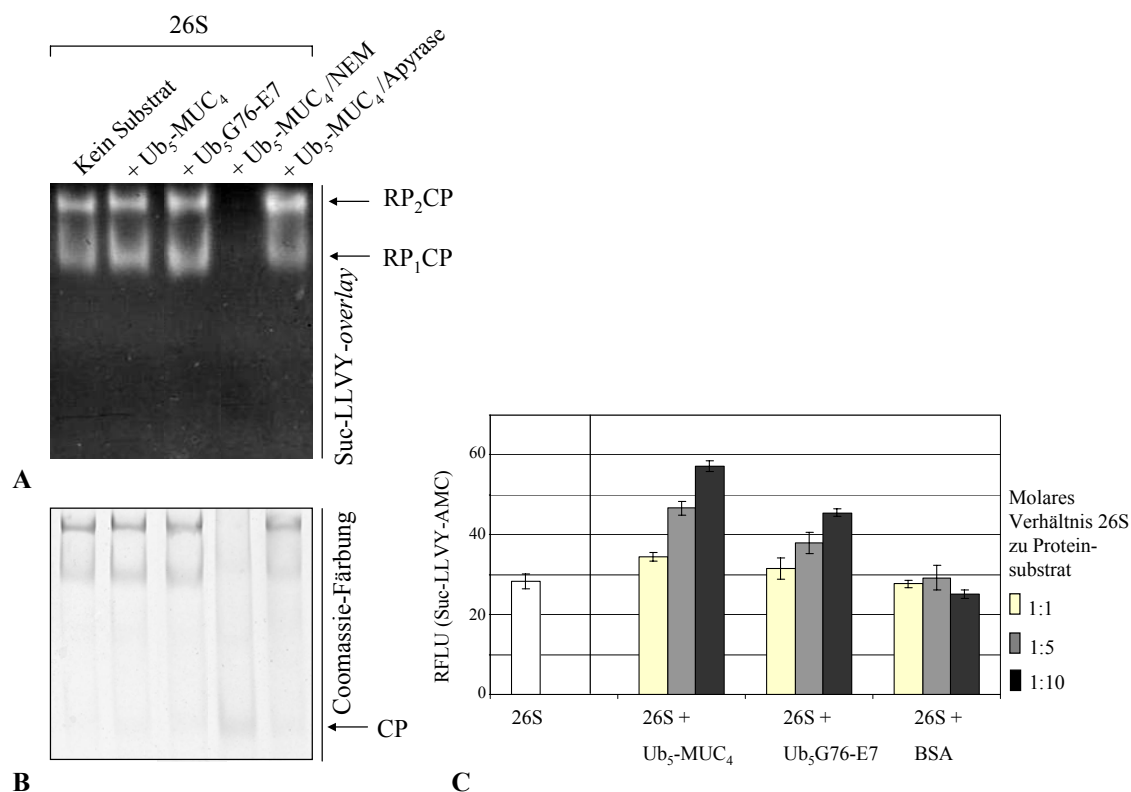 26S
Kein Substrat
+ Ub₅-MUC₄
+ Ub₅G76-E7
+ Ub₅-MUC₄/NEM
+ Ub₅-MUC₄/Apyrase
RP₂CP
RP₁CP
Suc-LLVY-overlay
A
Coomassie-Färbung
CP
B
RFLU (Suc-LLVY-AMC)
60
40
20
0
26S
26S +
Ub₅-MUC₄
26S +
Ub₅G76-E7
26S +
BSA
Molares
Verhältnis 26S
zu Protein-
substrat
1:1
1:5
1:10
C